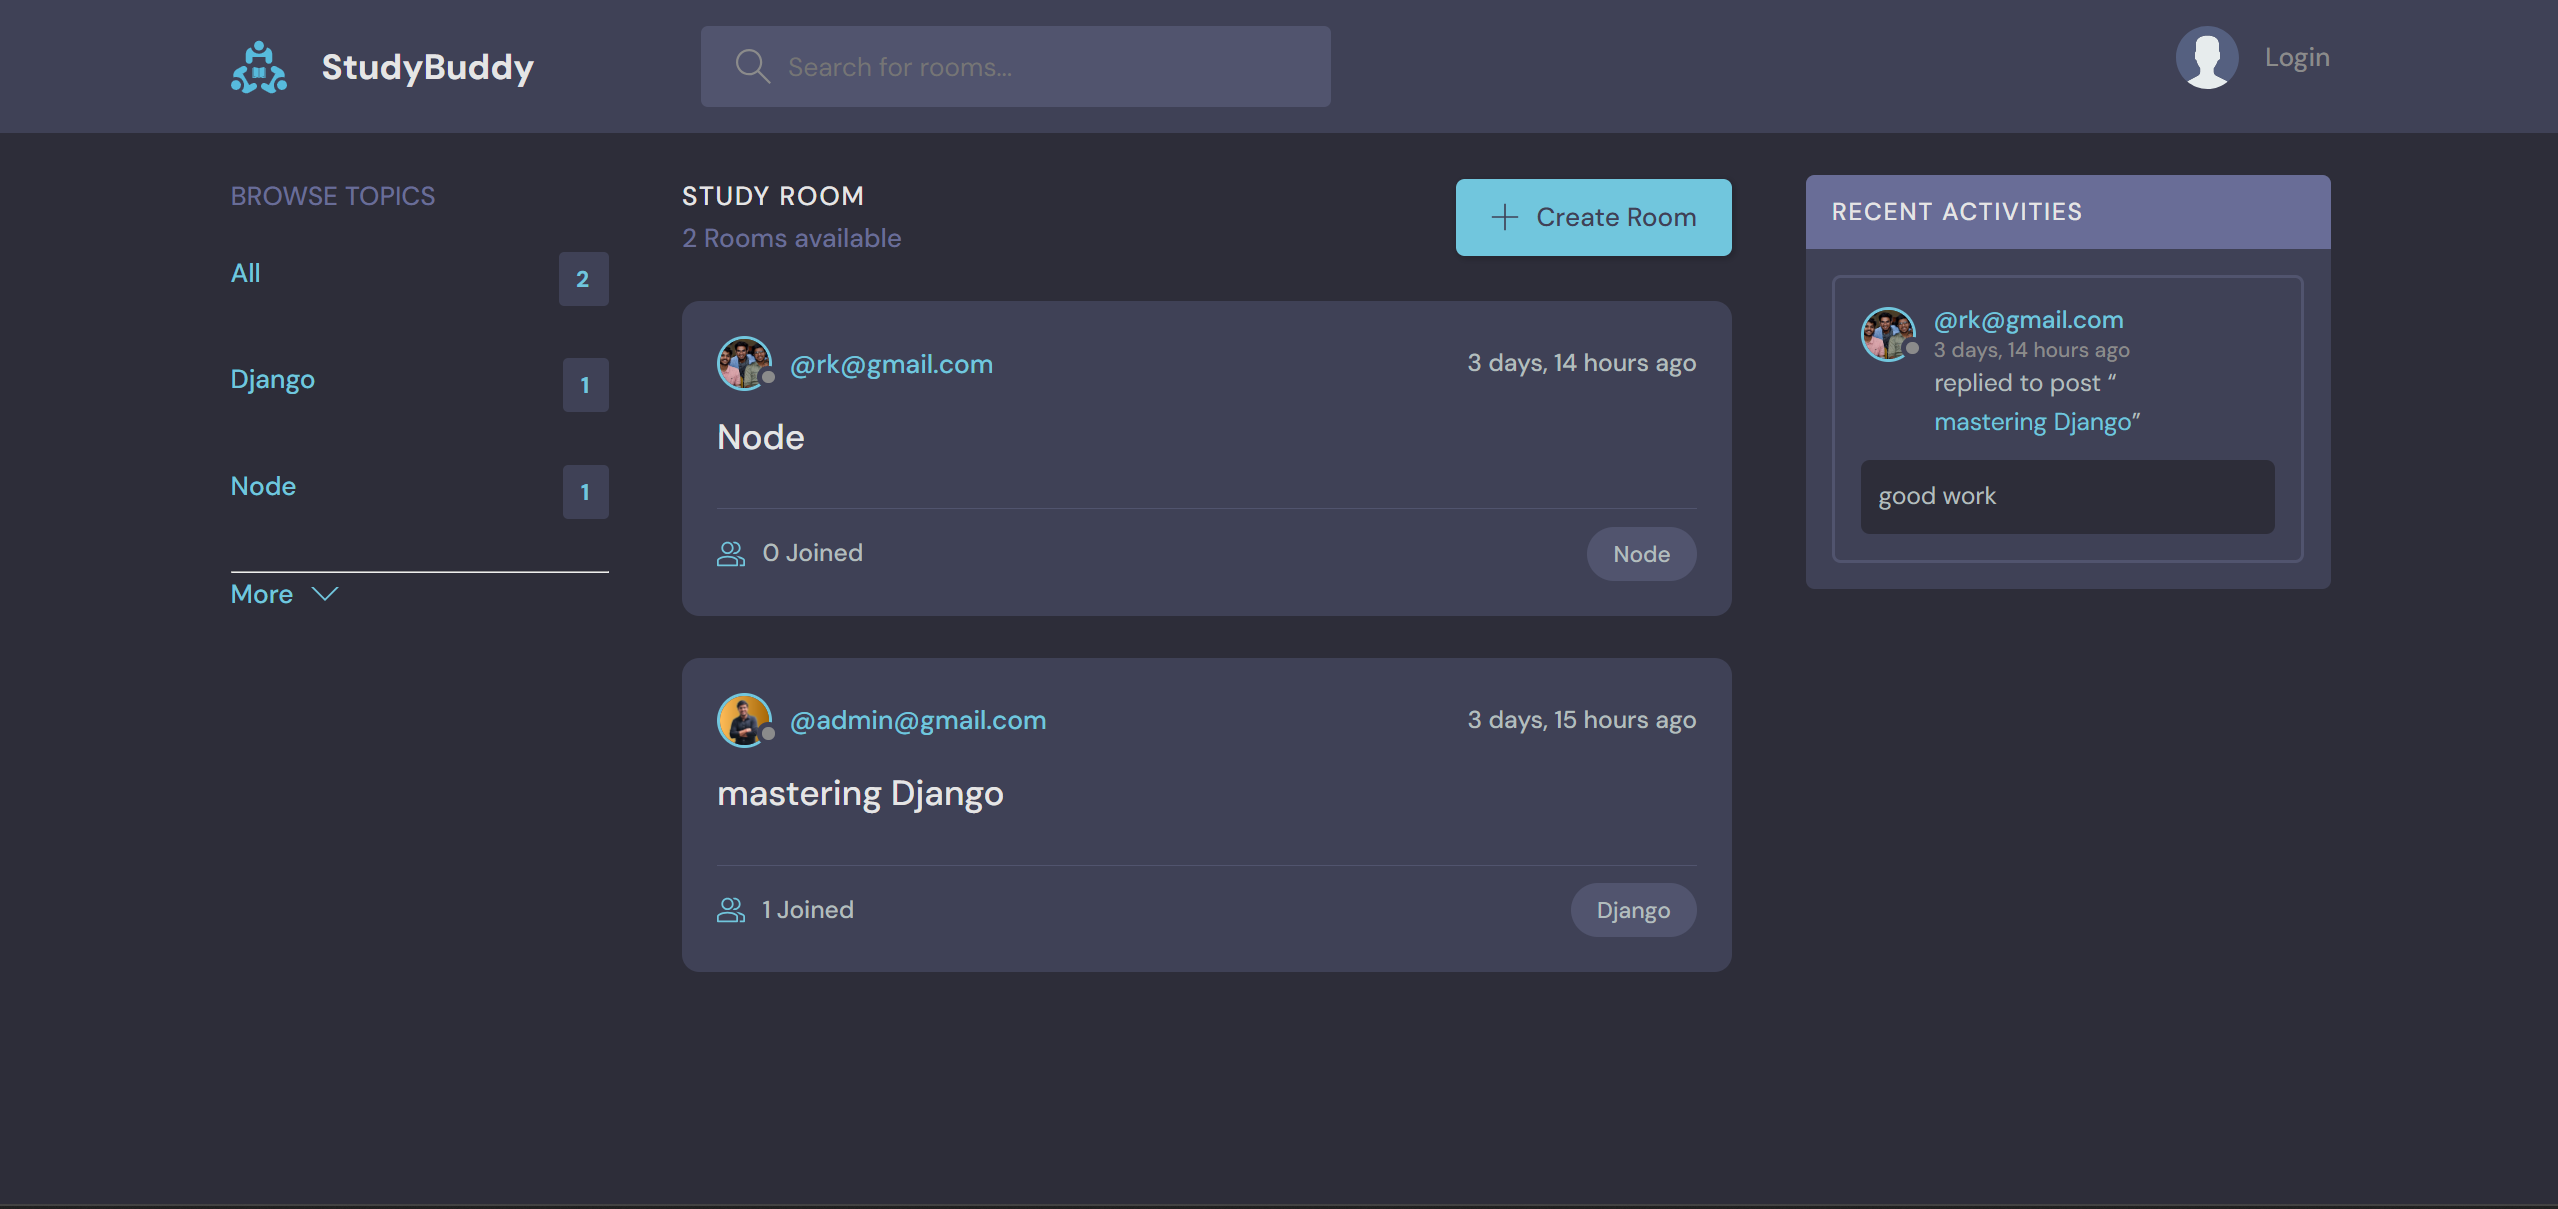 StudyBuddy
Search for rooms...
Login
BROWSE TOPICS
All
2
Django
1
Node
1
More
STUDY ROOM
2 Rooms available
Create Room
@rk@gmail.com
3 days, 14 hours ago
Node
0 Joined
Node
@admin@gmail.com
3 days, 15 hours ago
mastering Django
1 Joined
Django
RECENT ACTIVITIES
@rk@gmail.com
3 days, 14 hours ago
replied to post “
mastering Django”
good work